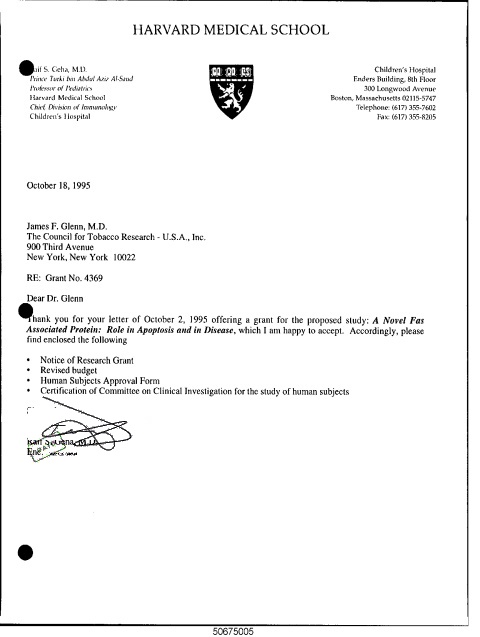 HARVARD MEDICAL SCHOOL
S. Geha, M.D.
Prince Turki bin Abdul Aziz Al-Saud
Professor of Pediatrics
Harvard Medical School
Chief, Division of Immunology
Children's Hospital
Children's Hospital
Enders Building, 8th Floor
300 Longwood Avenue
Boston, Massachusetts 02115-5747
Telephone: (617) 355-7602
Fax: (617) 355-8205
October 18, 1995
James F. Glenn, M.D.
The Council for Tobacco Research - U.S.A., Inc.
900 Third Avenue
New York, New York 10022
RE: Grant No. 4369
Dear Dr. Glenn
Thank you for your letter of October 2, 1995 offering a grant for the proposed study: A Novel Fas
Associated Protein: Role in Apoptosis and in Disease, which I am happy to accept. Accordingly, please
find enclosed the following
• Notice of Research Grant
• Revised budget
• Human Subjects Approval Form
• Certification of Committee on Clinical Investigation for the study of human subjects
Enc.
50675005